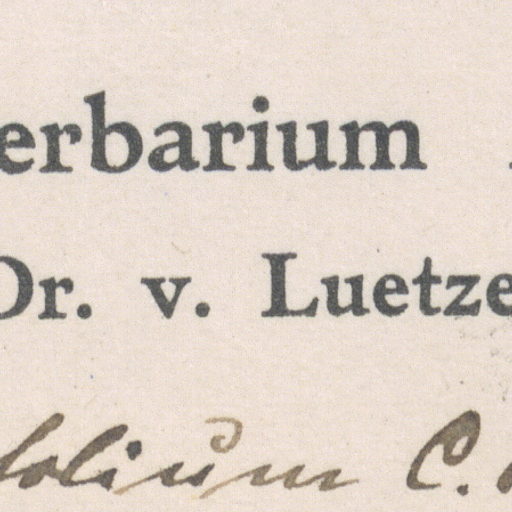 erbarium
Dr. v. Luetze
folium C.